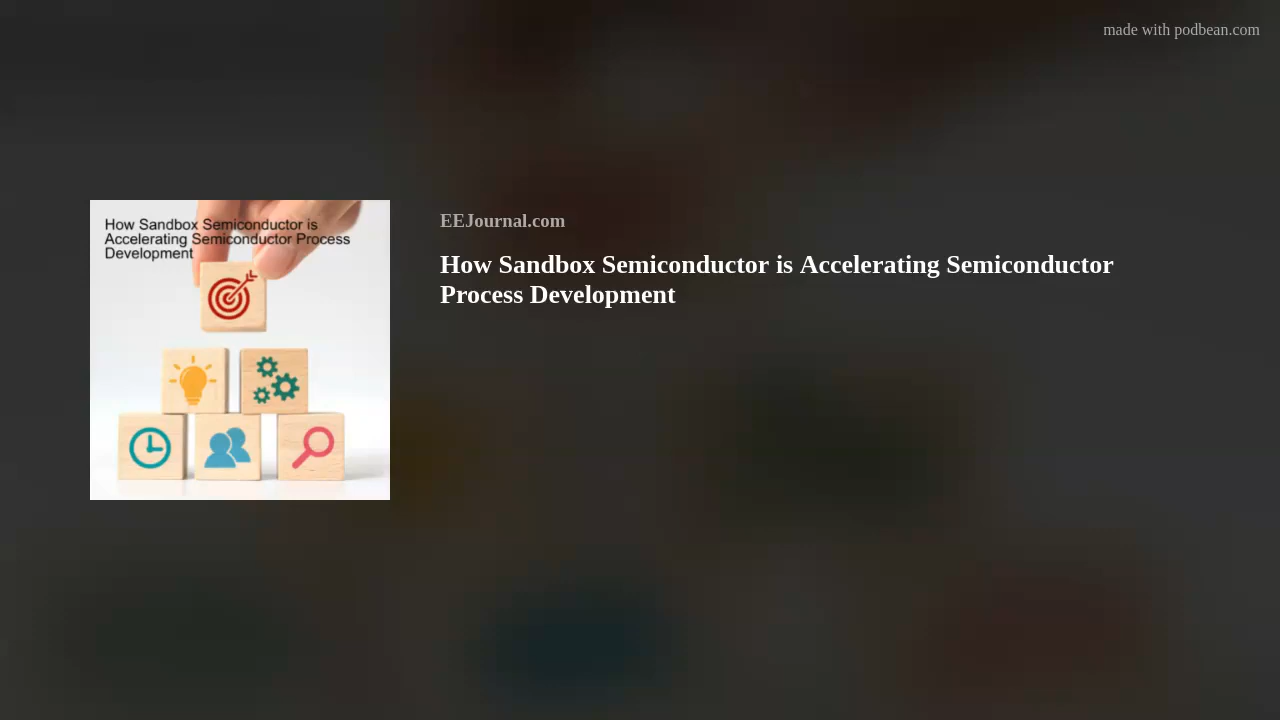 made with podbean.com
How Sandbox Semiconductor is
Accelerating Semiconductor Process
Development
EEJournal.com
How Sandbox Semiconductor is Accelerating Semiconductor
Process Development